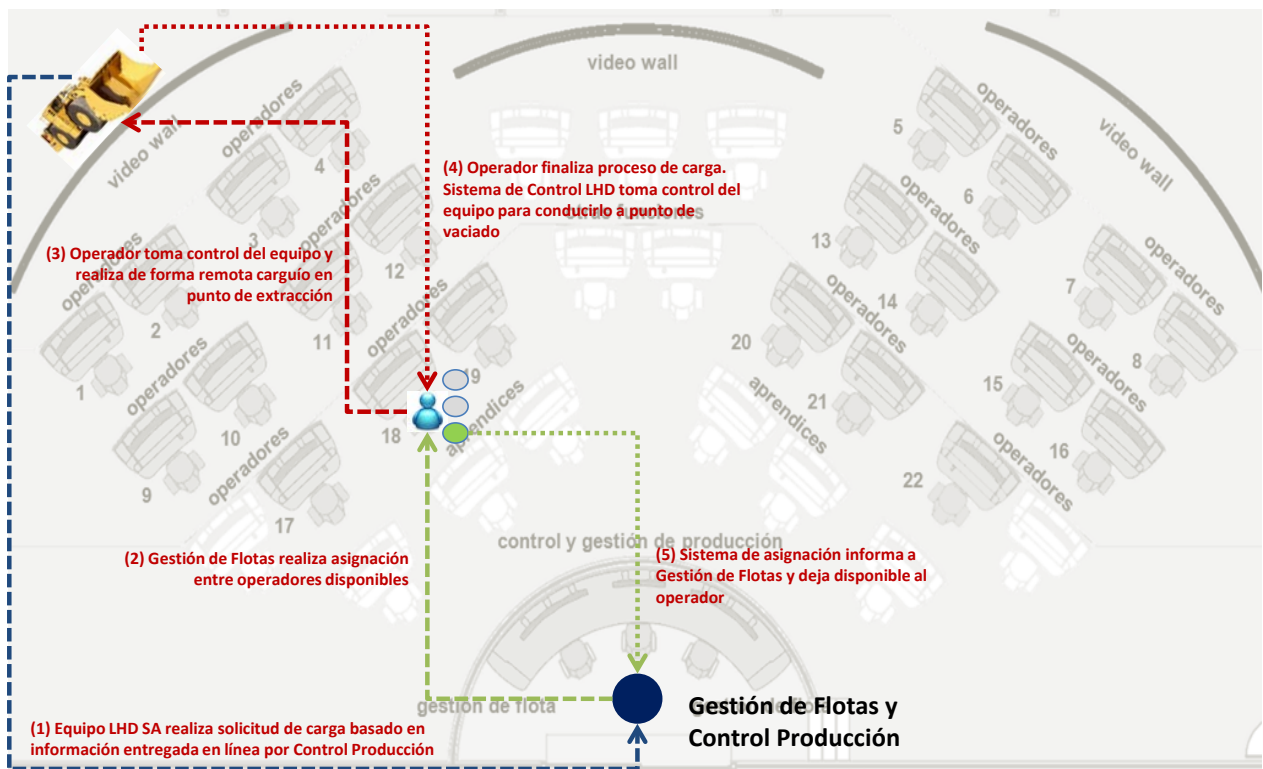 video wall
video wall
video wall
operadores
operadores
4
5
6
3
(4) Operador finaliza proceso de carga.
Sistema de Control LHD toma control del
equipo para conducirlo a punto de
vaciado
otras funciones
(3) Operador toma control del equipo y
realiza de forma remota carguío en
punto de extracción
operadores
operadores
operadores
operadores
12
13
14
7
8
2
1
11
operadores
operadores
operadores
operadores
10
9
18
19
20
21
15
16
aprendices
aprendices
operadores
operadores
17
22
control y gestión de producción
(2) Gestión de Flotas realiza asignación
entre operadores disponibles
(5) Sistema de asignación informa a
Gestión de Flotas y deja disponible al
operador
gestión de flota
Gestión de Flotas y
Control Producción
(1) Equipo LHD SA realiza solicitud de carga basado en
información entregada en línea por Control Producción